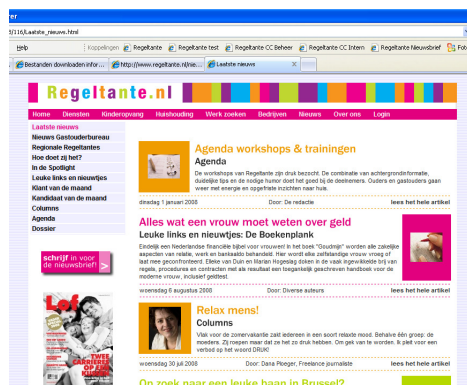 rer
/116/Laatste_nieuws.html
Help
Koppelingen Regeltante Regeltante test Regeltante CC Beheer Regeltante CC Intern Regeltante Nieuwsbrief Fot
Bestanden downloaden infor ... http://www.regeltante.nl/nie... Laatste nieuws X
Regeltante.nl
Home Diensten Kinderopvang Huishouding Werk zoeken Bedrijven Nieuws Over ons Login
Laatste nieuws
Nieuws Gastouderbureau
Regionale Regeltantes
Hoe doet zij het?
In de Spotlight
Leuke links en nieuwtjes
Klant van de maand
Kandidaat van de maand
Columns
Agenda
Dossier
schrijf in voor
de nieuwsbrief! >
Lof
TWEE
CARRIÈRES
OP EEN
Agenda workshops & trainingen
Agenda
De workshops van Regeltante zijn druk bezocht. De combinatie van achtergrondinformatie,
duidelijke tips en de nodige humor doet het goed bij de deelnemers. Ouders en gastouders gaan
weer met energie en opgefriste inzichten naar huis.
dinsdag 1 januari 2008 Door: De redactie lees het hele artikel
Alles wat een vrouw moet weten over geld
Leuke links en nieuwtjes: De Boekenplank
Eindelijk een Nederlandse financiële bijbel voor vrouwen! In het boek "Goudmijn" worden alle zakelijke
aspecten van relatie, werk en banksaldo behandeld. Hier wordt elke zelfstandige vrouw vroeg of
laat mee geconfronteerd. Elleke van Duin en Marian Hogeslag doken in de vaak ingewikkelde brij van
regels, procedures en contracten met als resultaat een toegankelijk geschreven handboek voor de
moderne vrouw, inclusief geldtest.
woensdag 6 augustus 2008 Door: Diverse auteurs lees het hele artikel
Relax mens!
Columns
Vlak voor de zomervakantie zakt iedereen in een soort relaxte mood. Behalve één groep: de
moeders. Zij roepen maar dat ze het zo druk hebben. Om gek van te worden. Ik pleit voor een
verbod op het woord DRUK!
woensdag 30 juli 2008 Door: Dana Ploeger, Freelance journaliste lees het hele artikel
Op zoek naar een leuke baan in Brussel?